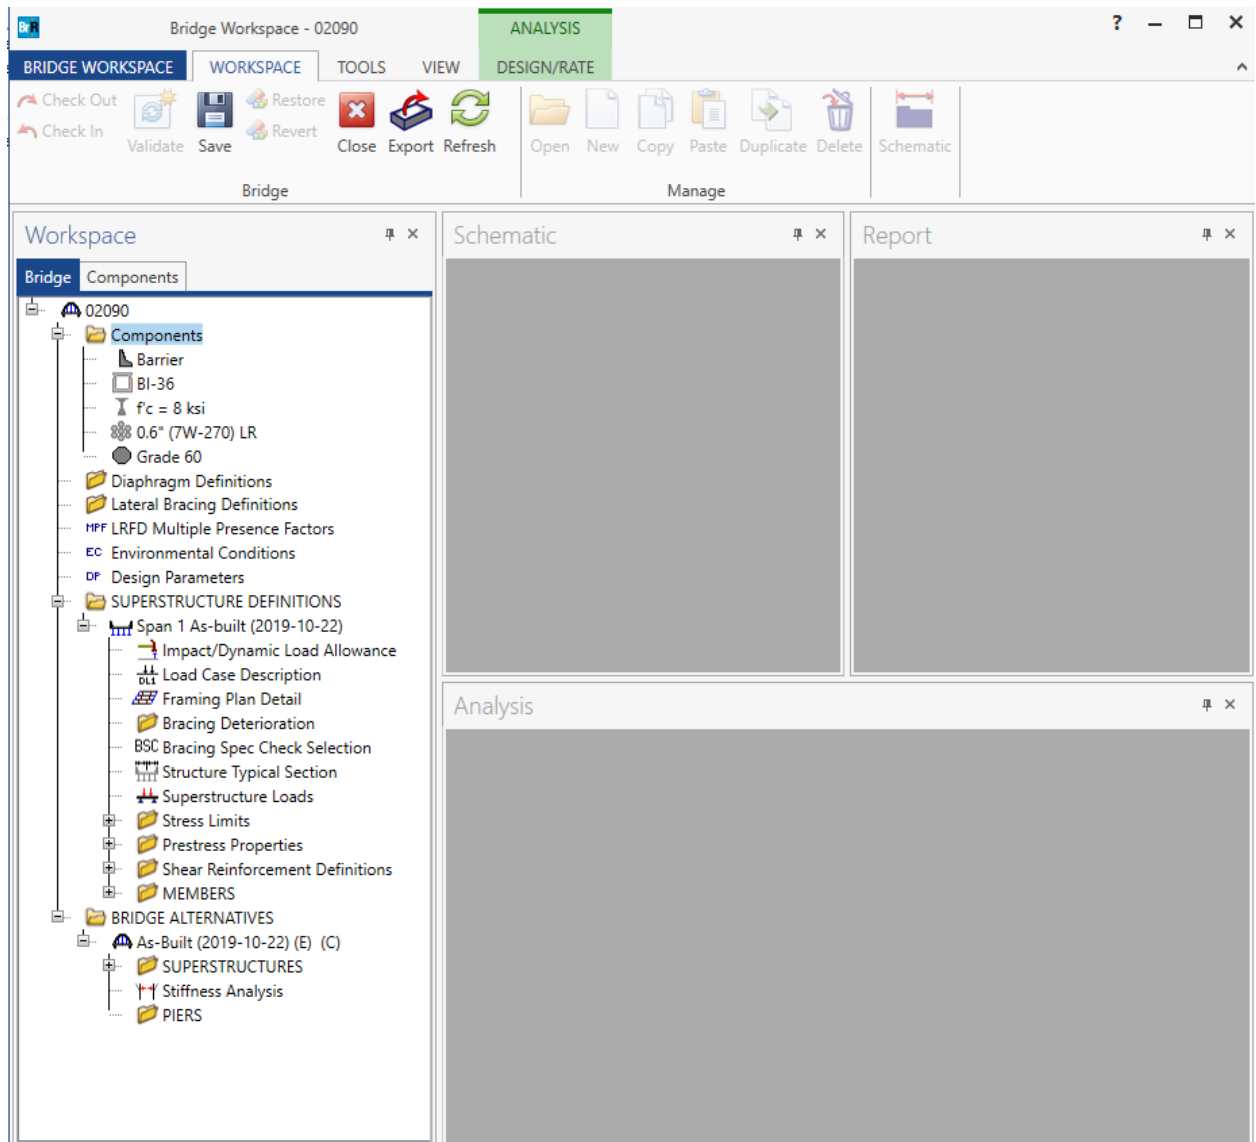 BrR
Bridge Workspace - 02090
ANALYSIS
?
BRIDGE WORKSPACE
WORKSPACE
TOOLS
VIEW
DESIGN/RATE
Check Out
Check In
Validate
Save
Restore
Revert
Close
Export
Refresh
Open
New
Copy
Paste
Duplicate
Delete
Schematic
Bridge
Manage
Workspace
Schematic
Report
Bridge
Components
02090
Components
Barrier
BI-36
f'c = 8 ksi
0.6" (7W-270) LR
Grade 60
Diaphragm Definitions
Lateral Bracing Definitions
MPF LRFD Multiple Presence Factors
EC Environmental Conditions
DP Design Parameters
SUPERSTRUCTURE DEFINITIONS
Span 1 As-built (2019-10-22)
Impact/Dynamic Load Allowance
DL1 Load Case Description
Framing Plan Detail
Bracing Deterioration
BSC Bracing Spec Check Selection
Structure Typical Section
Superstructure Loads
Stress Limits
Prestress Properties
Shear Reinforcement Definitions
MEMBERS
BRIDGE ALTERNATIVES
As-Built (2019-10-22) (E) (C)
SUPERSTRUCTURES
Stiffness Analysis
PIERS
Analysis